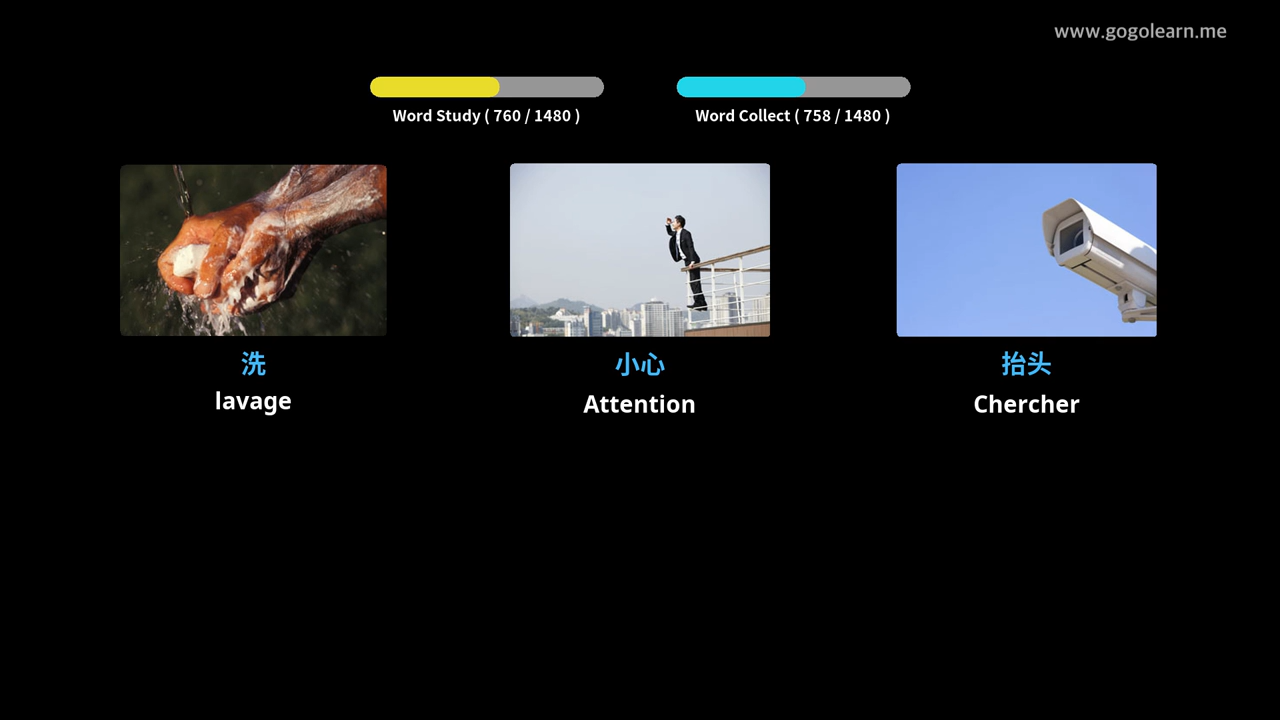 www.gogolearn.me
Word Study ( 760 / 1480 )
Word Collect ( 758 / 1480 )
洗
lavage
小心
Attention
抬头
Chercher